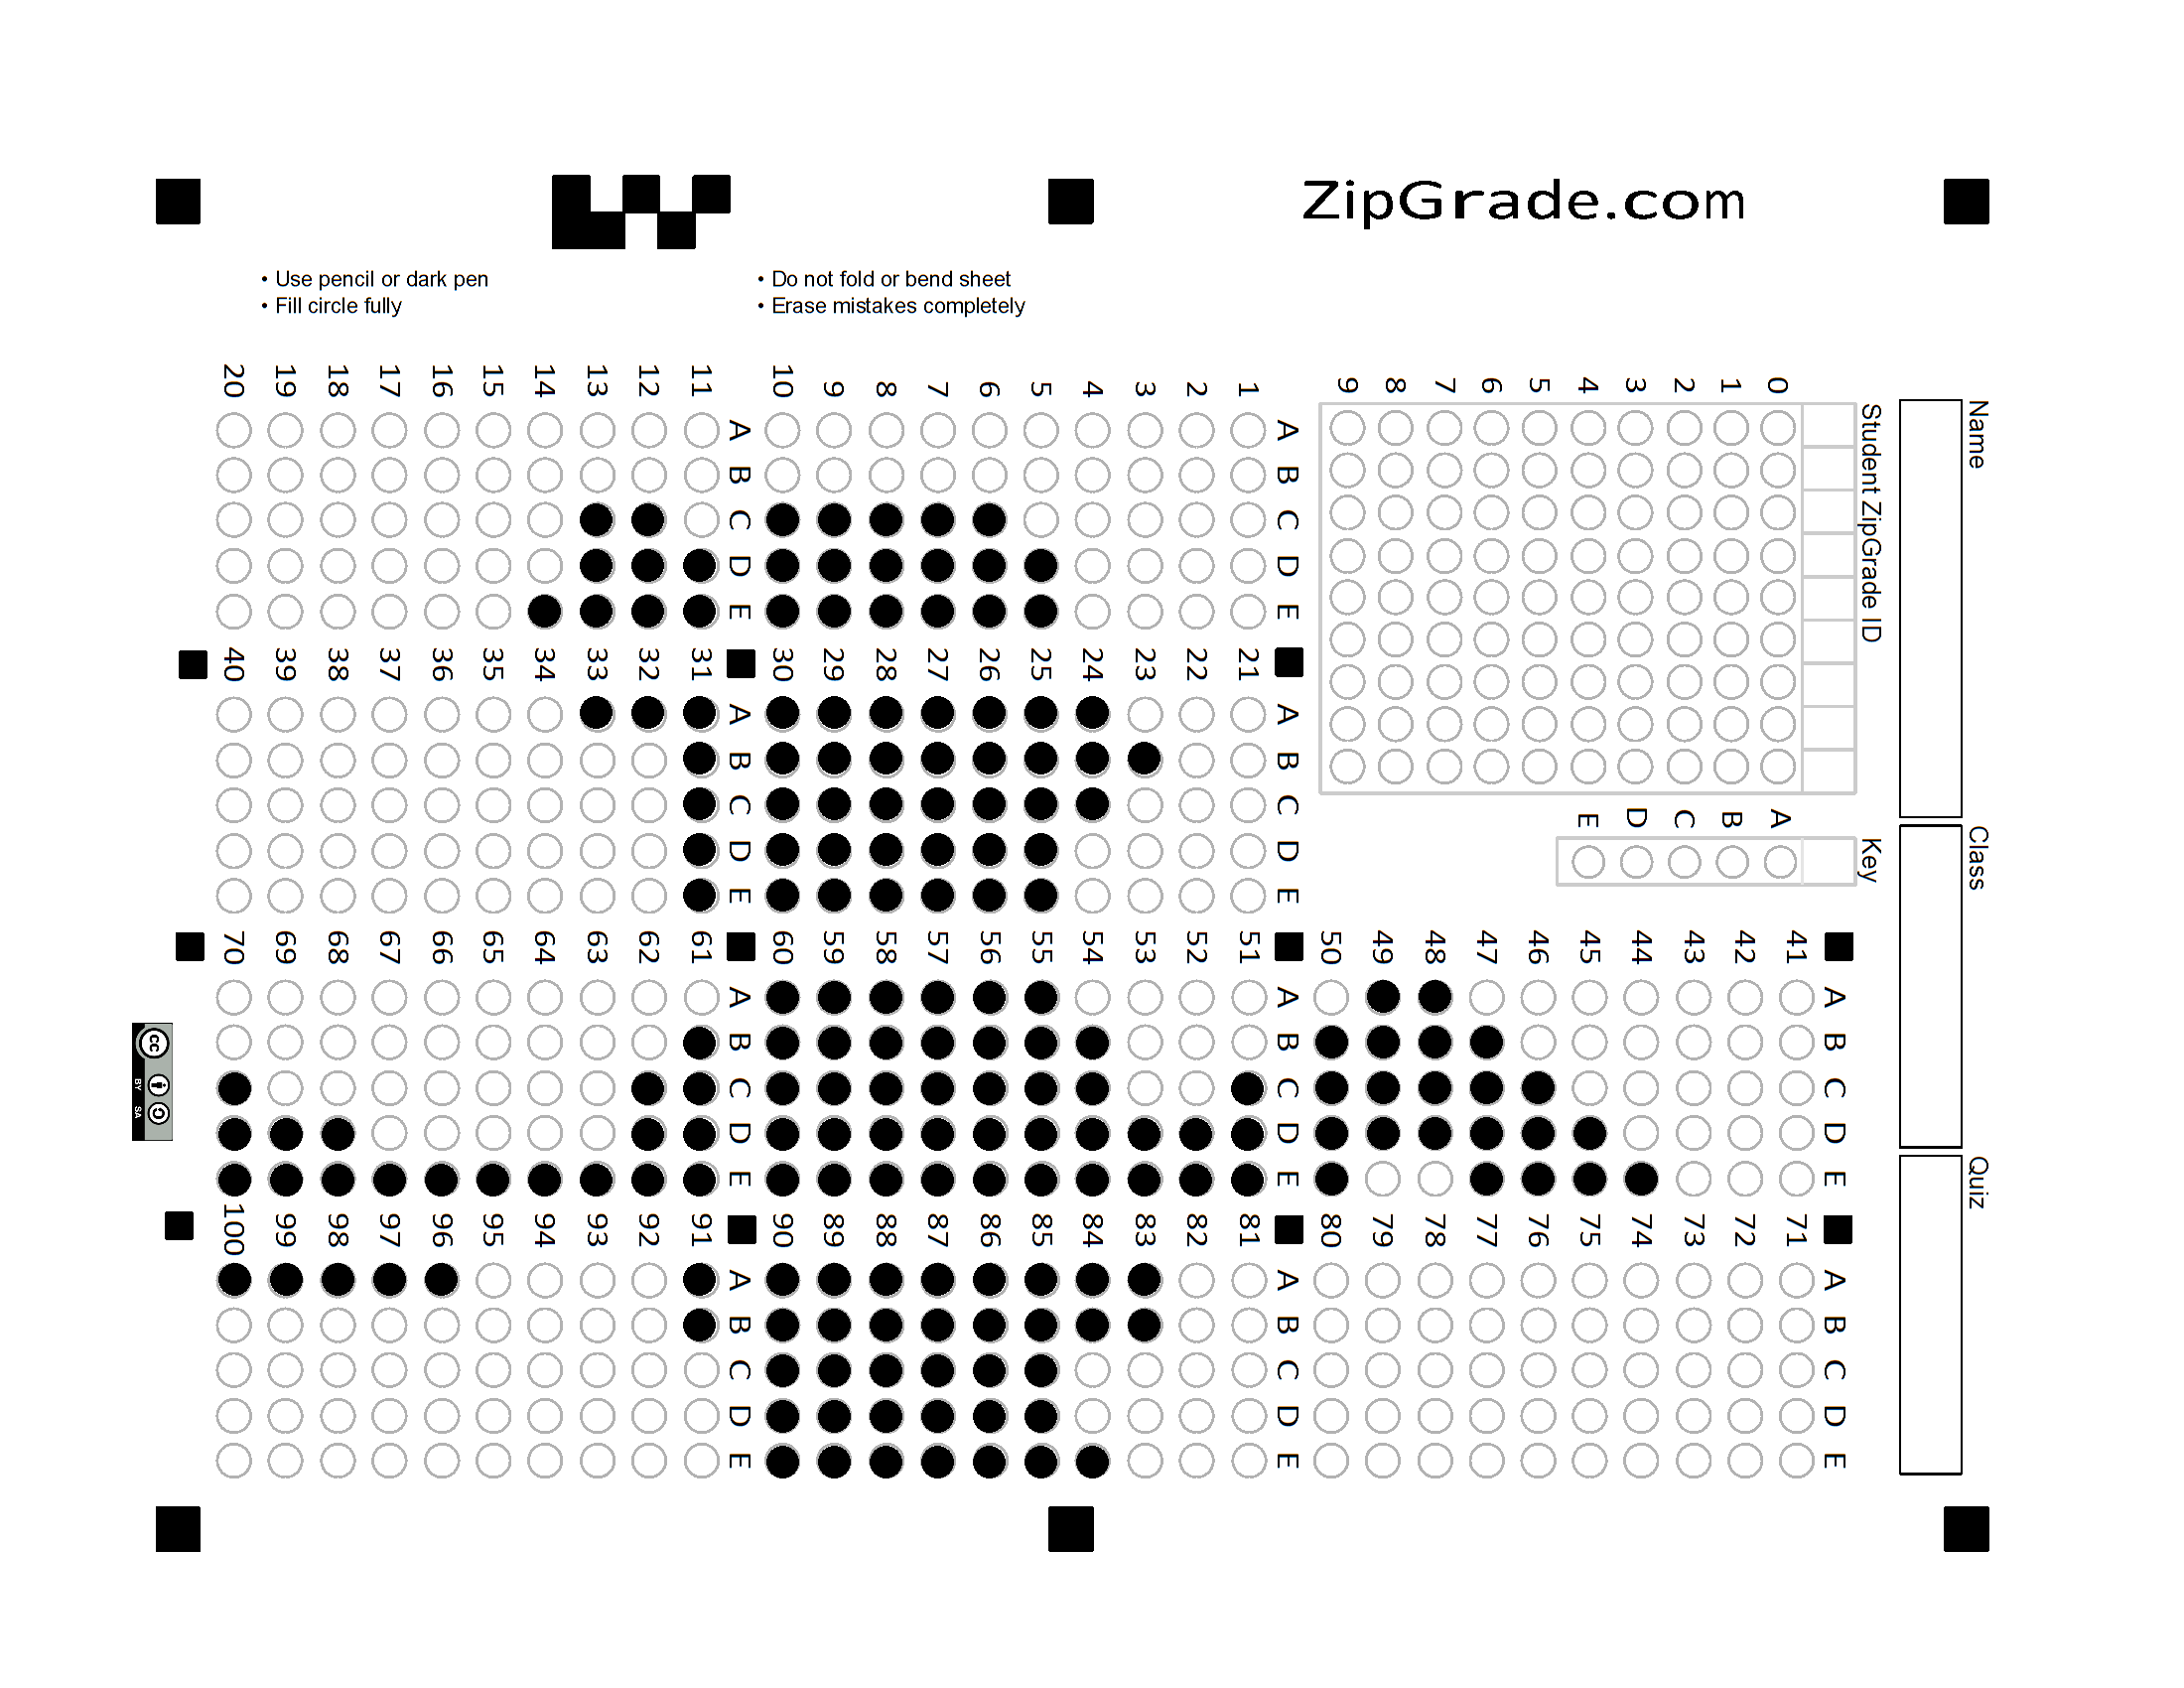 ZipGrade.com
• Use pencil or dark pen
• Fill circle fully
• Do not fold or bend sheet
• Erase mistakes completely
Name Class Quiz
Student ZipGrade ID Key
A B C D E A B C D E
0 A 41 71
1 B 42 72
2 C 43 73
3 D 44 74
4 E 45 75
5 46 76
6 47 77
7 48 78
8 49 79
9 50 80
A B C D E A B C D E A B C D E A B C D E
1 21 51 81
2 22 52 82
3 23 53 83
4 24 54 84
5 25 55 85
6 26 56 86
7 27 57 87
8 28 58 88
9 29 59 89
10 30 60 90
A B C D E A B C D E A B C D E A B C D E
11 31 61 91
12 32 62 92
13 33 63 93
14 34 64 94
15 35 65 95
16 36 66 96
17 37 67 97
18 38 68 98
19 39 69 99
20 40 70 100
cc BY SA